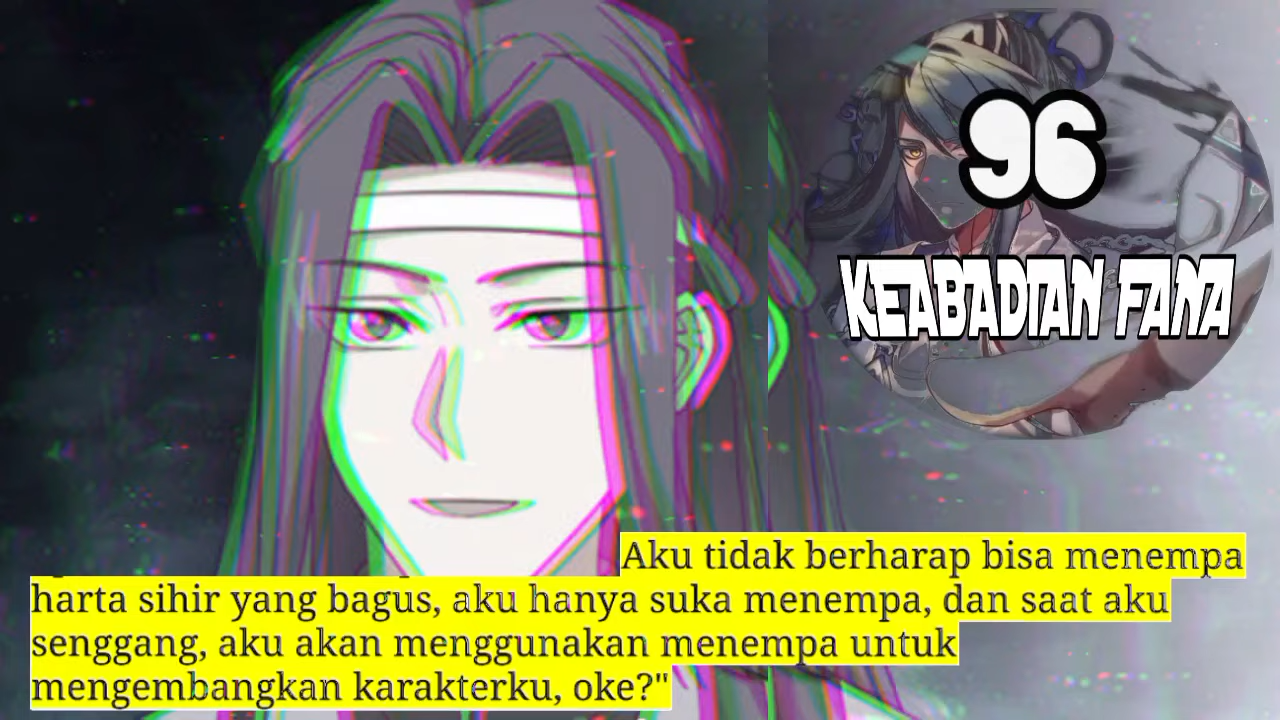 96
KEABADIAN FANA
Aku tidak berharap bisa menempa
harta sihir yang bagus, aku hanya suka menempa, dan saat aku
senggang, aku akan menggunakan menempa untuk
mengembangkan karakterku, oke?"